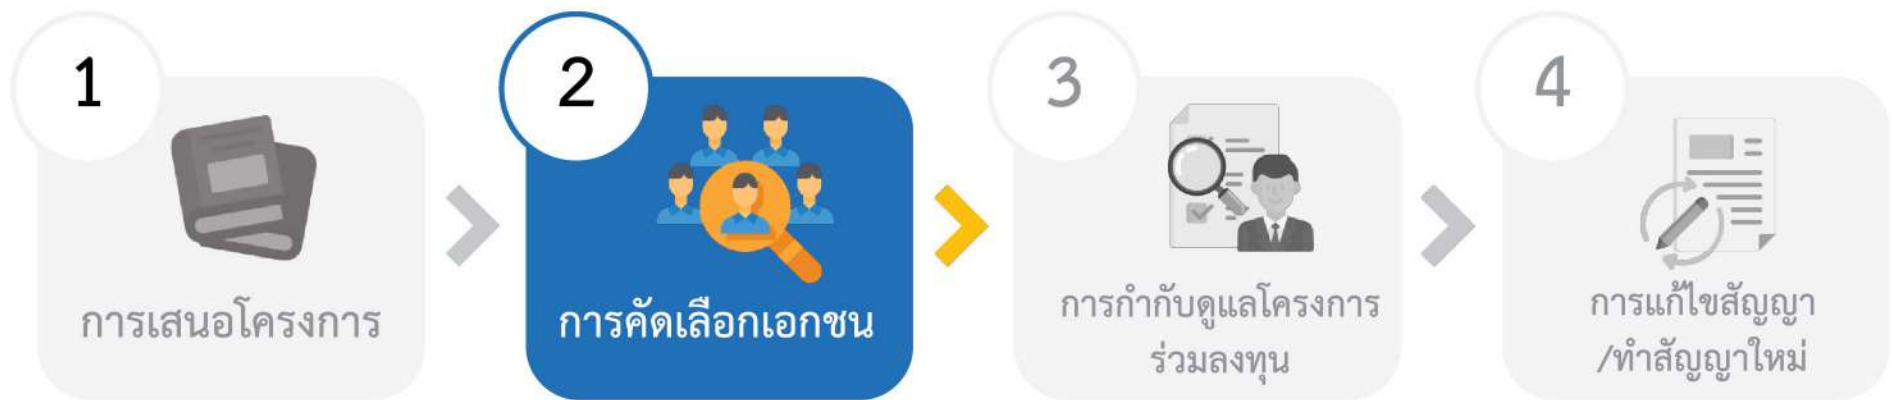 1
การเสนอโครงการ
2
การคัดเลือกเอกชน
3
การกำกับดูแลโครงการ
ร่วมลงทุน
4
การแก้ไขสัญญา
/ทำสัญญาใหม่